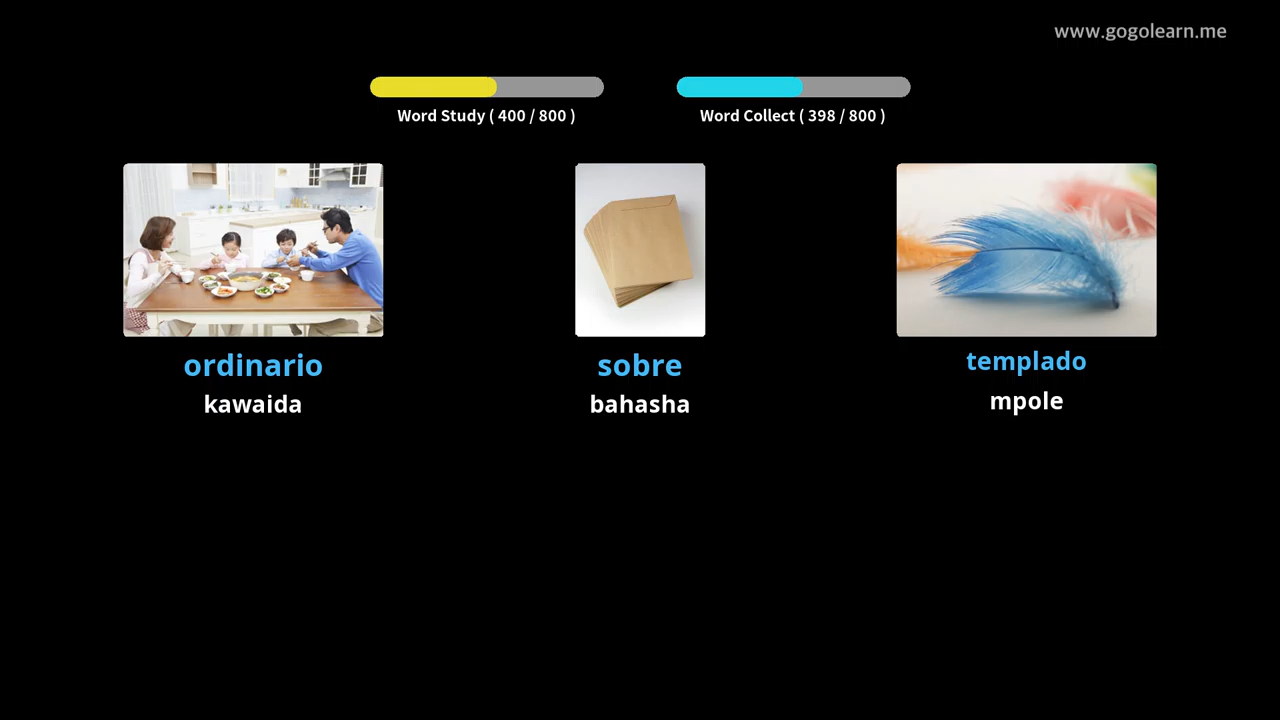 www.gogolearn.me
Word Study ( 400 / 800 )
Word Collect ( 398 / 800 )
ordinario
kawaida
sobre
bahasha
templado
mpole